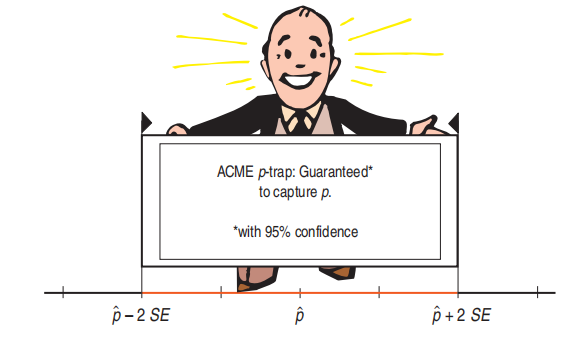 ACME p-trap: Guaranteed*
to capture p.
*with 95% confidence
p̂ – 2 SE p̂ p̂ + 2 SE